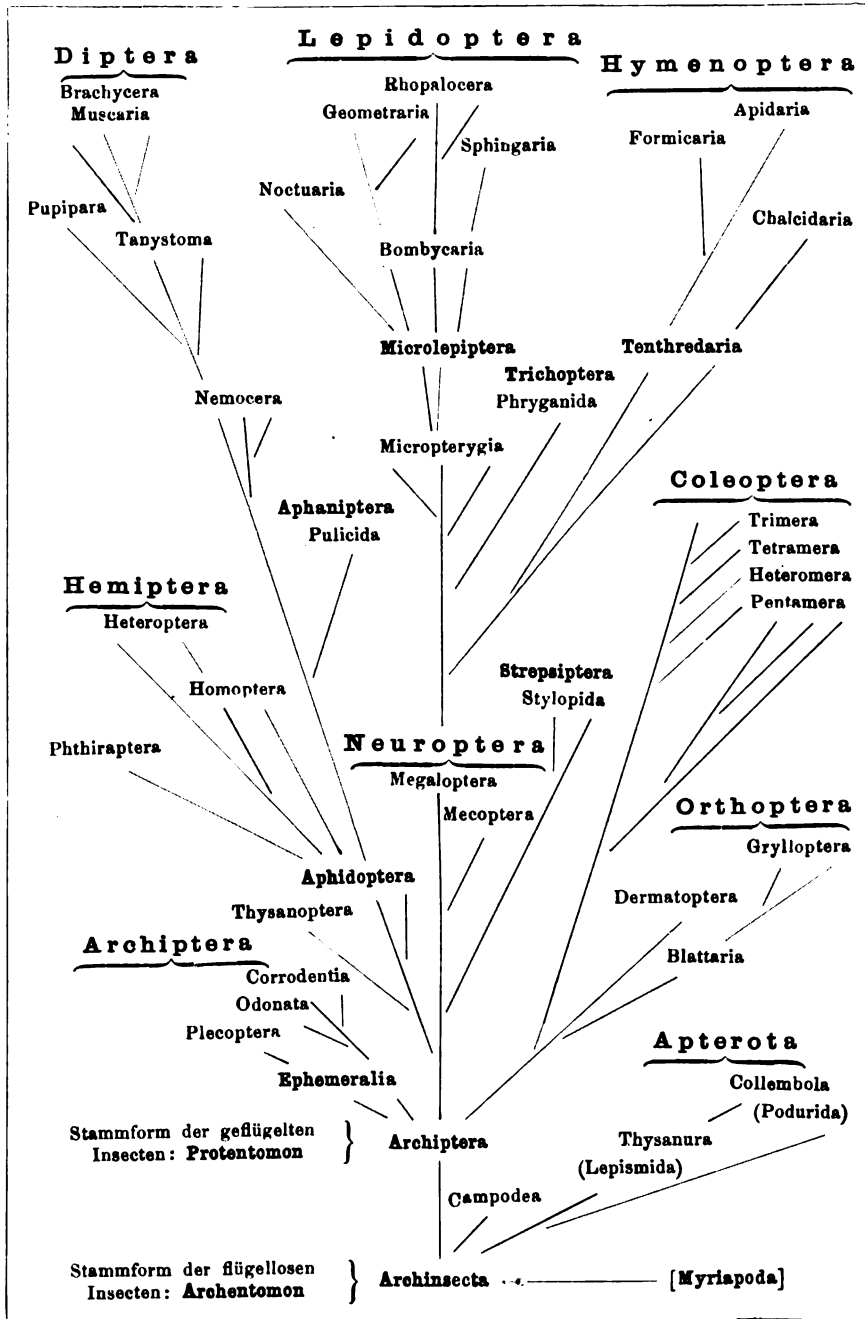 Lepidoptera
Diptera
Hymenoptera
Brachycera
Muscaria
Rhopalocera
Geometraria
Apidaria
Formicaria
Sphingaria
Noctuaria
Pupipara
Tanystoma
Chalcidaria
Bombycaria
Microlepiptera
Tenthredaria
Trichoptera
Phryganida
Nemocera
Micropterygia
Coleoptera
Aphaniptera
Pulicida
Trimera
Tetramera
Heteromera
Pentamera
Hemiptera
Heteroptera
Homoptera
Strepsiptera
Stylopida
Phthiraptera
Neuroptera
Megaloptera
Mecoptera
Orthoptera
Grylloptera
Aphidoptera
Dermatoptera
Thysanoptera
Archiptera
Blattaria
Corrodentia
Odonata
Plecoptera
Apterota
Ephemeralia
Collembola
(Podurida)
Stammform der geflügelten
Insecten: Protentomon
Archiptera
Thysanura
(Lepismida)
Campodea
Stammform der flügellosen
Insecten: Archentomon
Archinsecta
[Myriapoda]